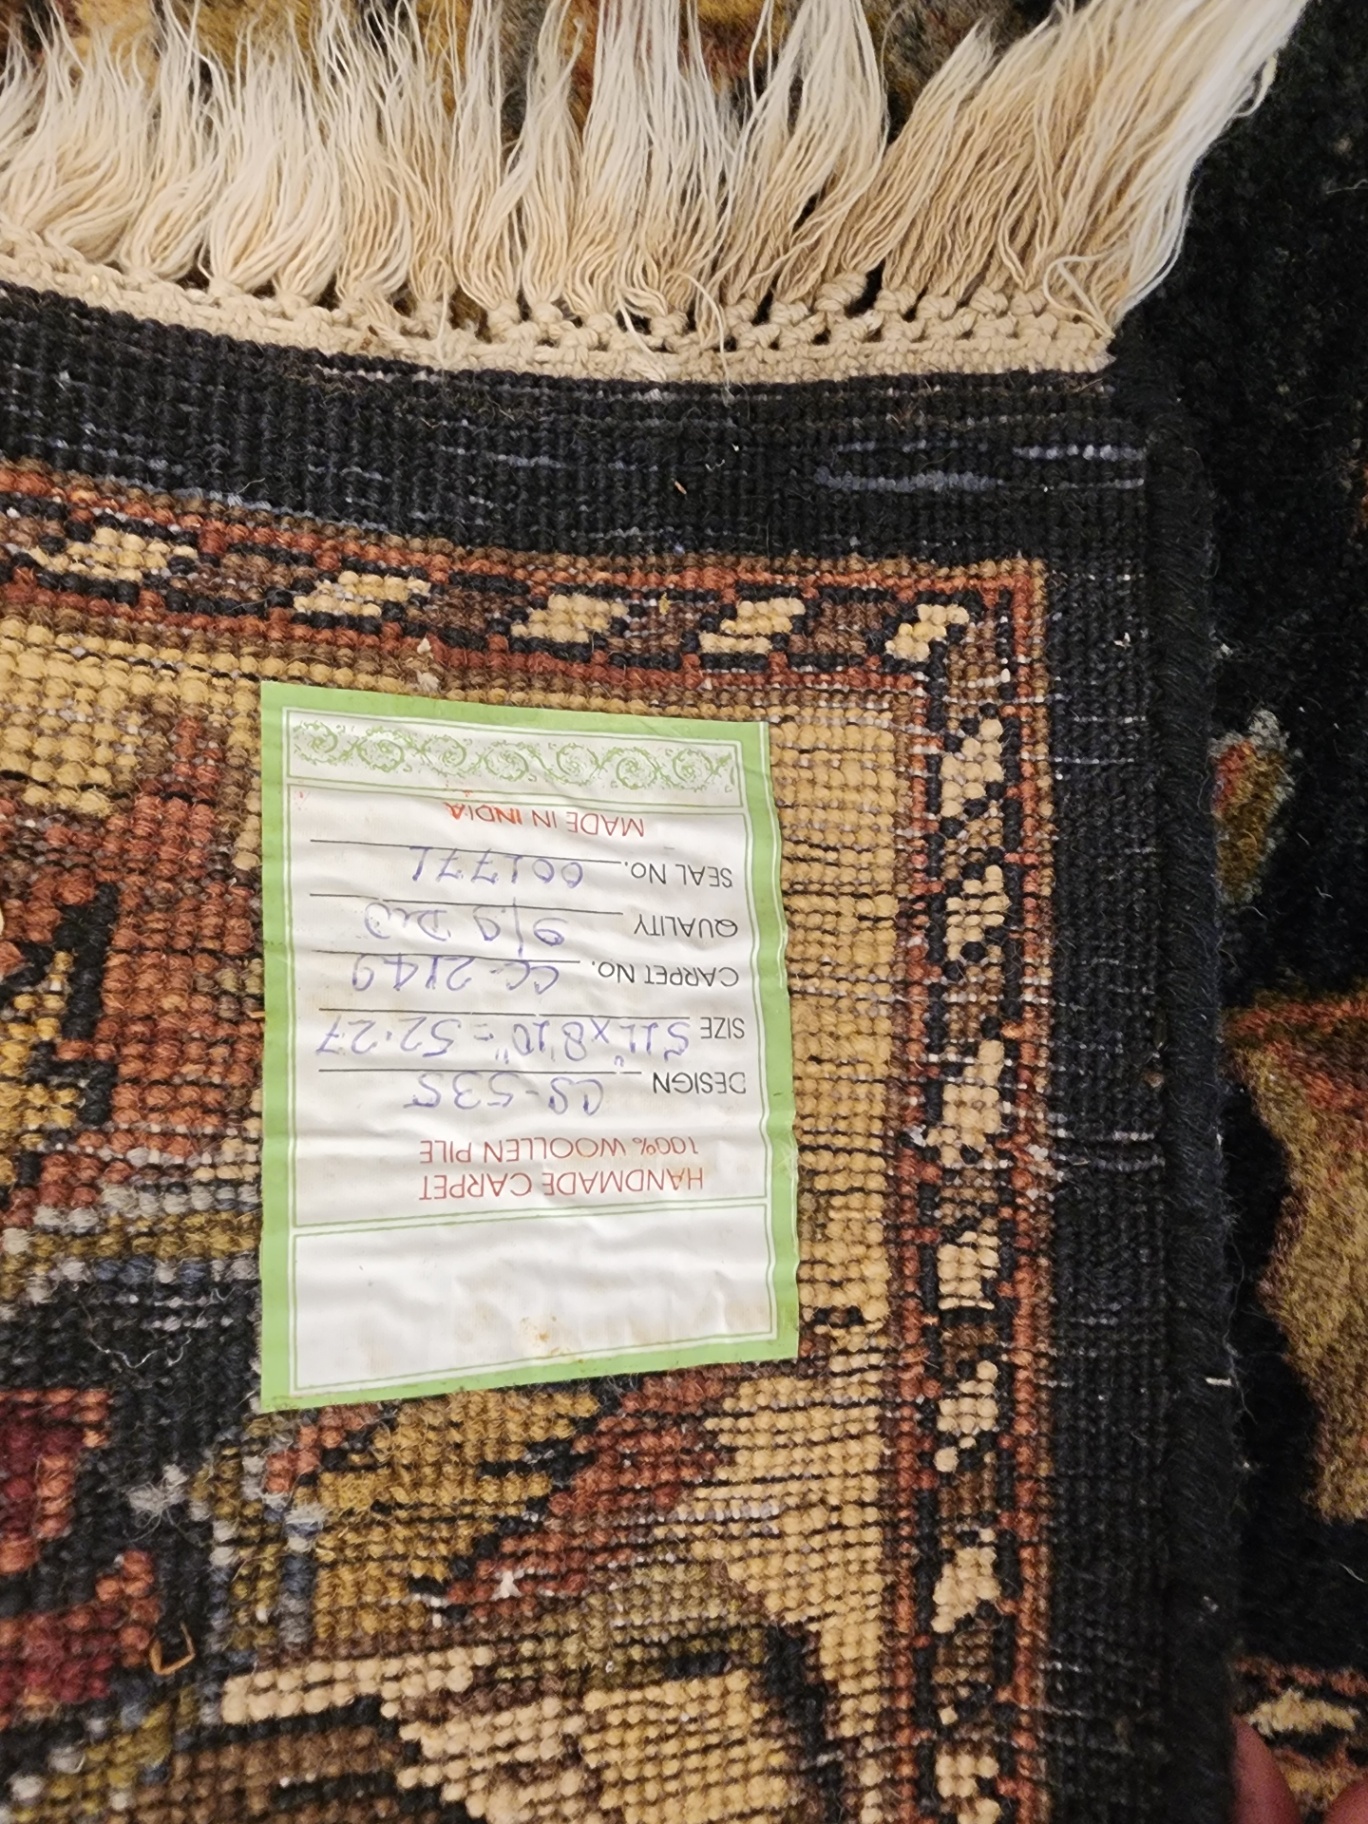 HANDMADE CARPET
100% WOOLLEN PILE
DESIGN CS-535
SIZE 5'11"X8'10" = 52.27
CARPET NO. CC-2149
QUALITY 9/9
SEAL NO. 001771
MADE IN INDIA